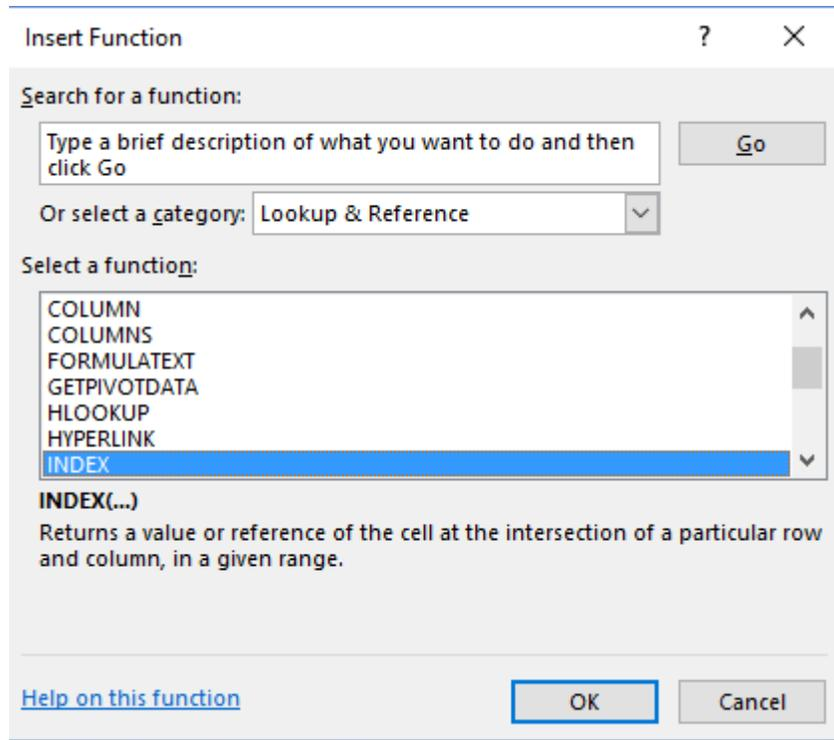 Insert Function ?
Search for a function:
Type a brief description of what you want to do and then
click Go
Go
Or select a category: Lookup & Reference
Select a function:
COLUMN
COLUMNS
FORMULATEXT
GETPIVOTDATA
HLOOKUP
HYPERLINK
INDEX
INDEX(...)
Returns a value or reference of the cell at the intersection of a particular row
and column, in a given range.
Help on this function
OK
Cancel